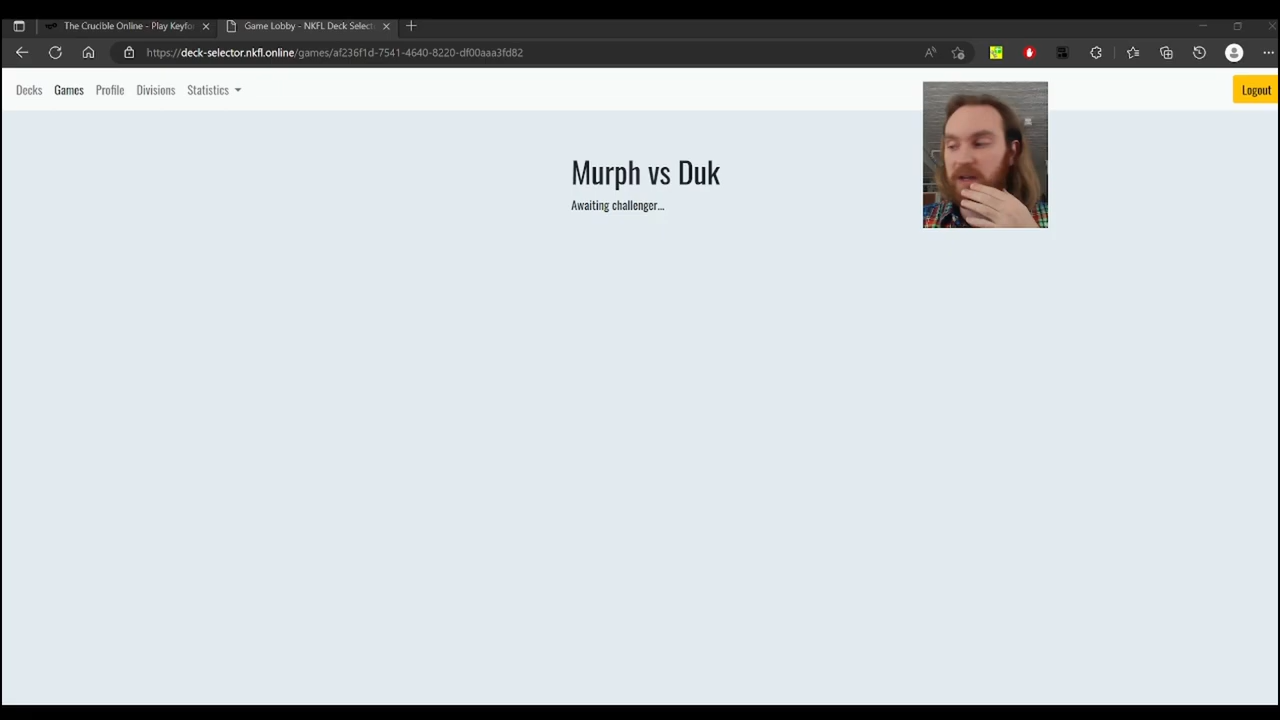 The Crucible Online - Play Keyfo
Game Lobby - NKFL Deck Select
https://deck-selector.nkfl.online/games/af236f1d-7541-4640-8220-df00aaa3fd82
Decks Games Profile Divisions Statistics Logout
Murph vs Duk
Awaiting challenger...